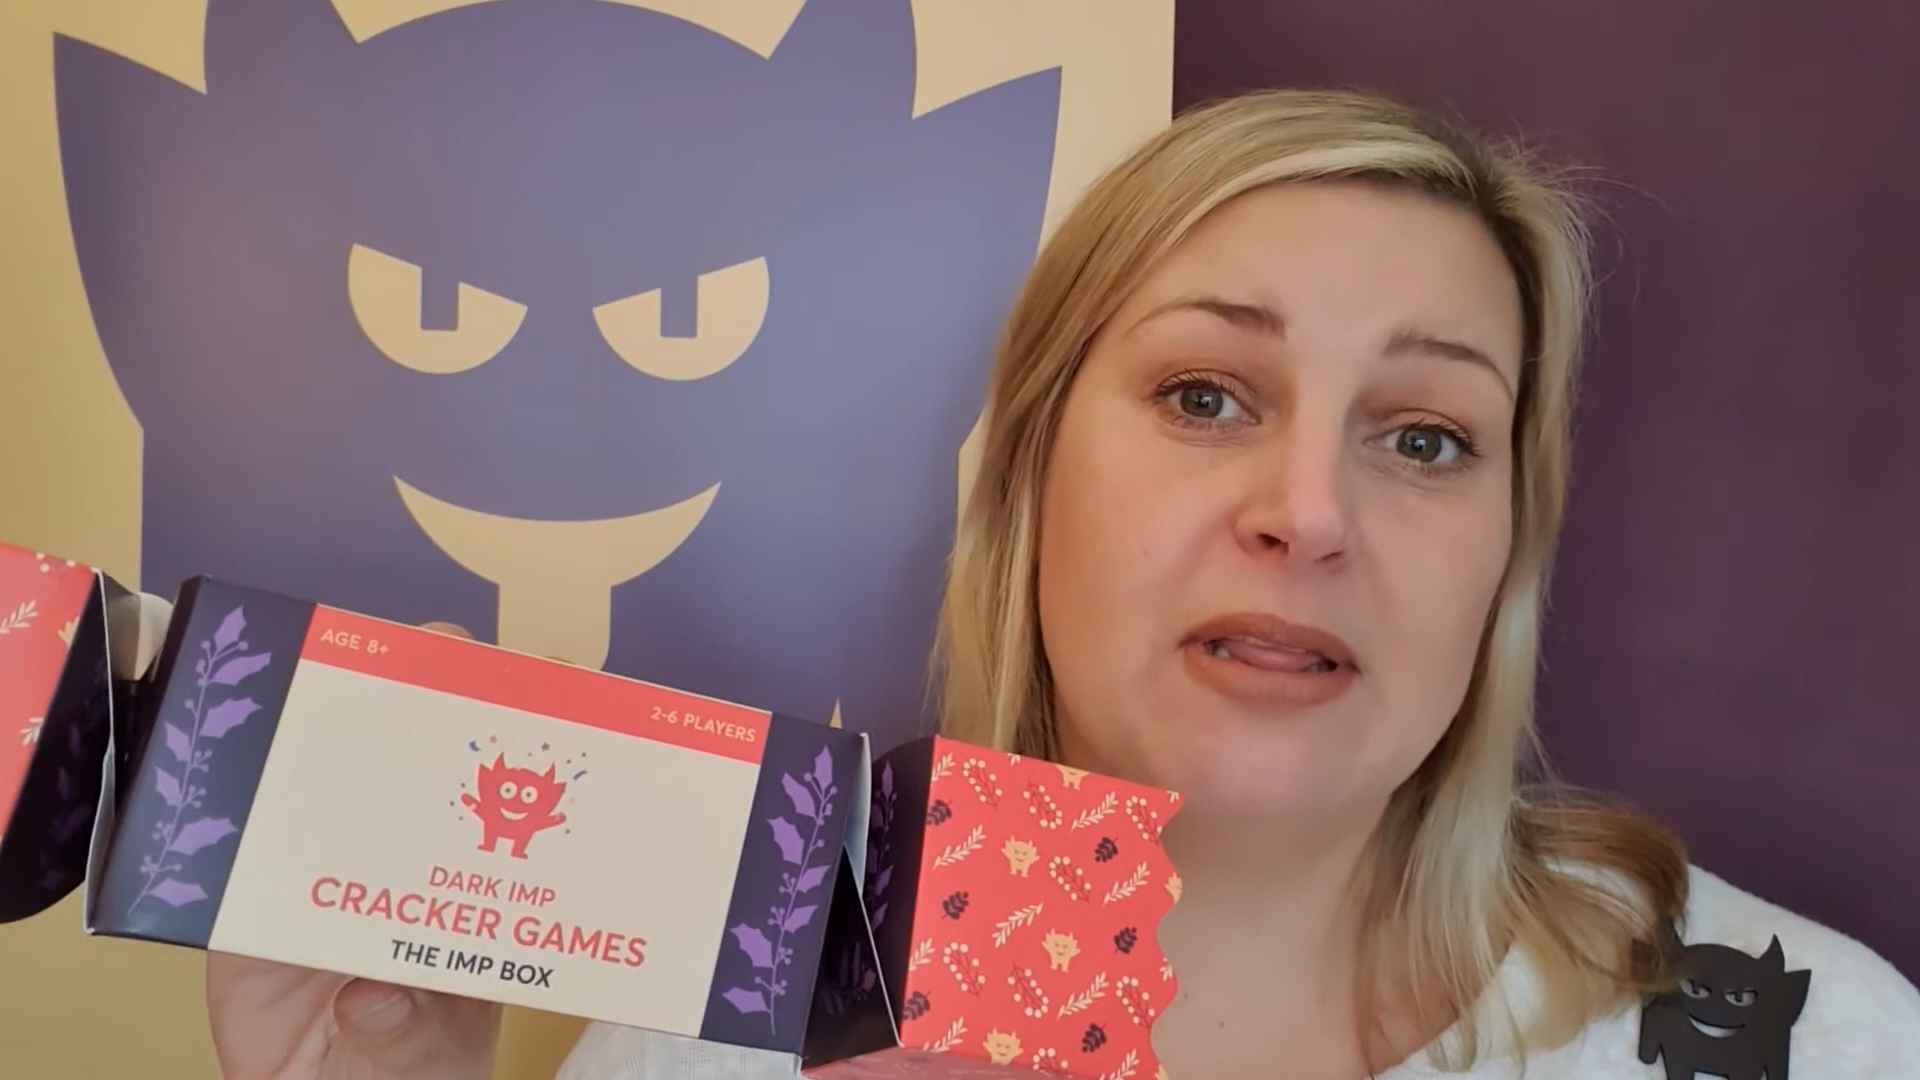 AGE 8+
2-6 PLAYERS
DARK IMP
CRACKER GAMES
THE IMP BOX